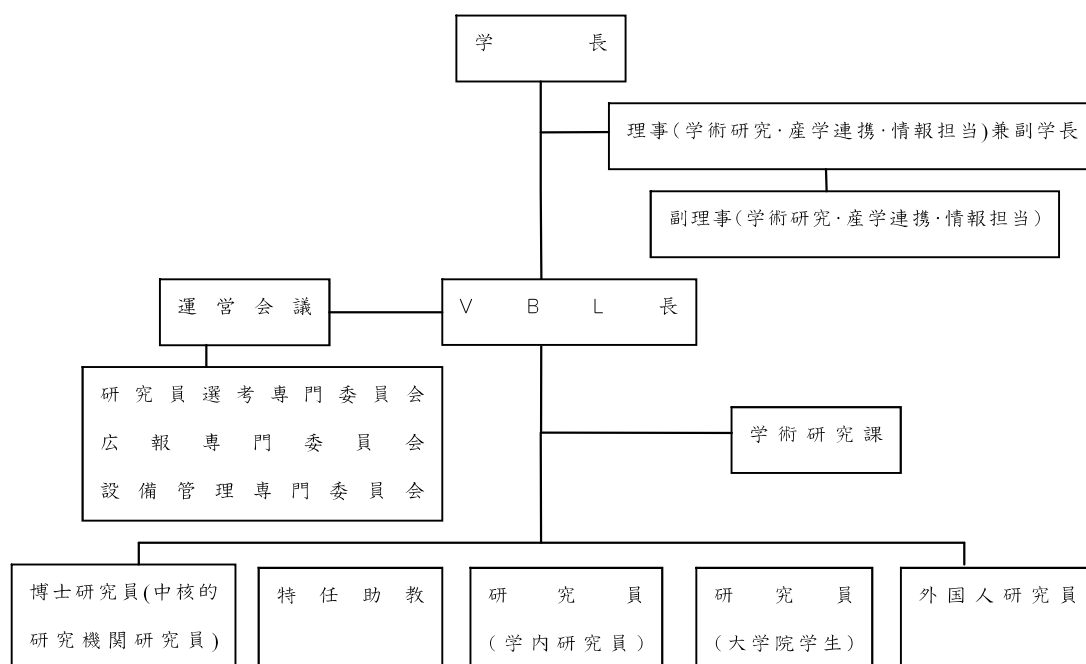 学長
理事(学術研究・産学連携・情報担当)兼副学長
副理事(学術研究・産学連携・情報担当)
運営会議
VBL長
研究員選考専門委員会
広報専門委員会
設備管理専門委員会
学術研究課
博士研究員(中核的
研究機関研究員)
特任助教
研究員
(学内研究員)
研究員
(大学院学生)
外国人研究員